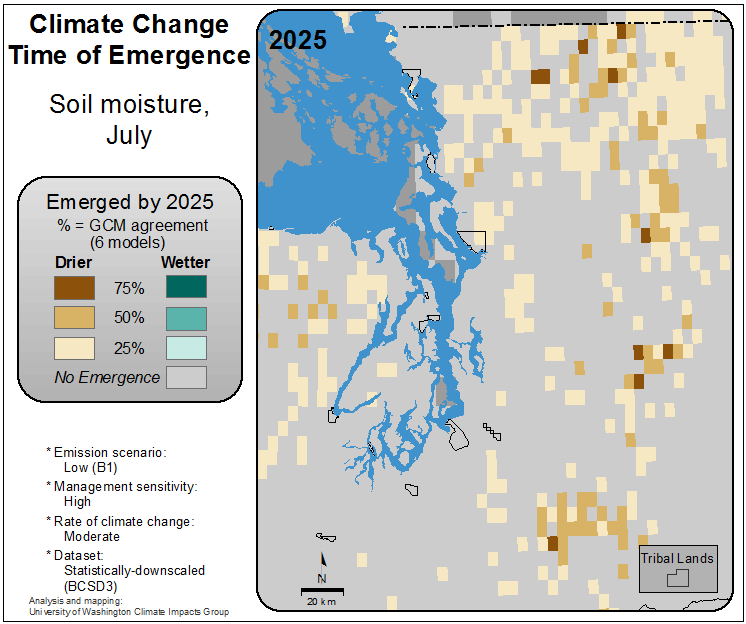 Climate Change
Time of Emergence
Soil moisture,
July
Emerged by 2025
% = GCM agreement
(6 models)
Drier Wetter
75%
50%
25%
No Emergence
* Emission scenario:
Low (B1)
* Management sensitivity:
High
* Rate of climate change:
Moderate
* Dataset:
Statistically-downscaled
(BCSD3)
Analysis and mapping:
University of Washington Climate Impacts Group
2025
N
20 km
Tribal Lands